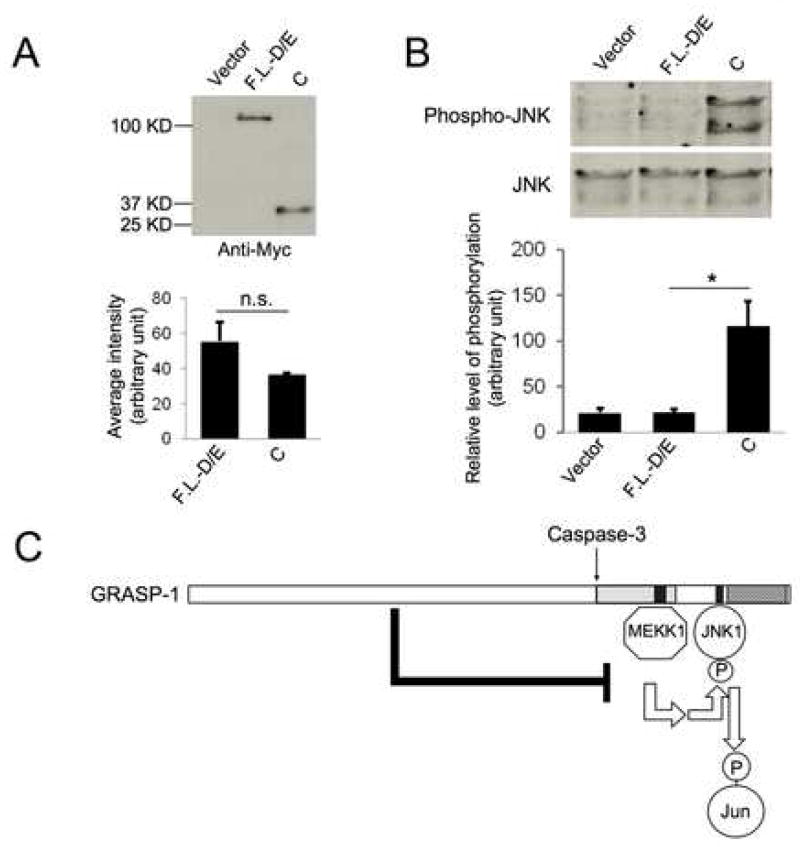 A
Vector
F.L.-D/E
C
100 KD
37 KD
25 KD
Anti-Myc
Average intensity
(arbitrary unit)
80
60
40
20
0
n.s.
F.L.-D/E
C
B
Vector
F.L.-D/E
C
Phospho-JNK
JNK
Relative level of phosphorylation
(arbitrary unit)
200
150
100
50
0
*
Vector
F.L.-D/E
C
C
Caspase-3
GRASP-1
MEKK1
JNK1
P
P
Jun